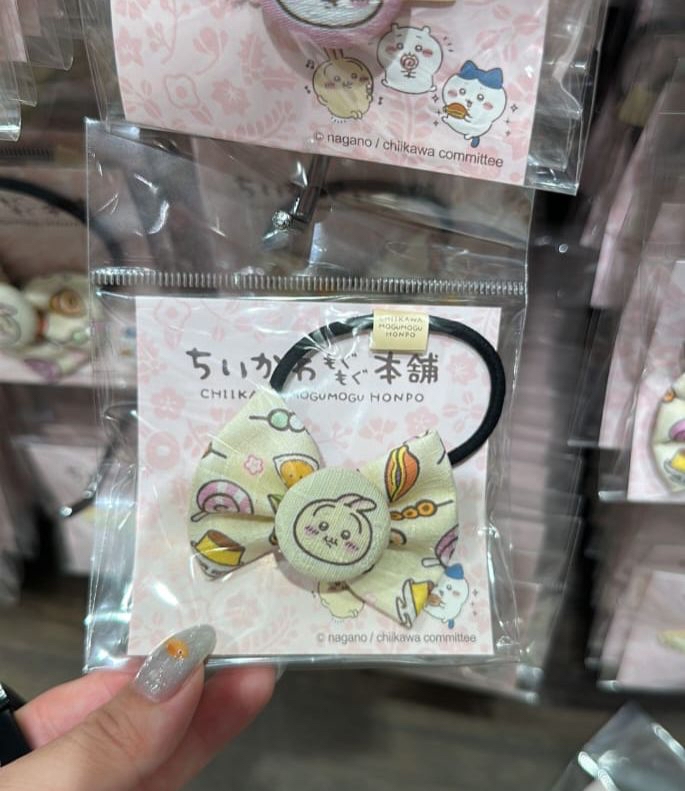 © nagano / chiikawa committee
CHIIKAWA
MOGUMOGU
HONPO
ちいかわもぐもぐ本舗
CHIIKA MOGUMOGU HONPO
© nagano / chiikawa committee